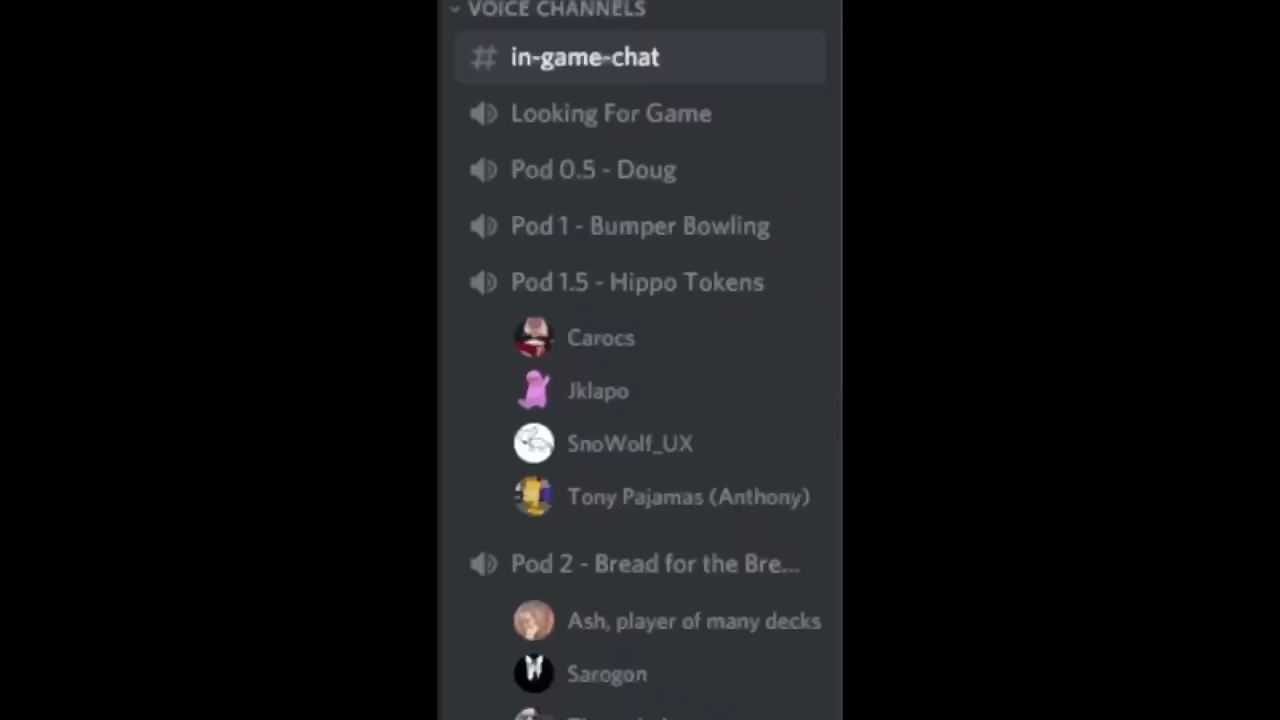 VOICE CHANNELS
# in-game-chat
Looking For Game
Pod 0.5 - Doug
Pod 1 - Bumper Bowling
Pod 1.5 - Hippo Tokens
Carocs
Jklapo
SnoWolf_UX
Tony Pajamas (Anthony)
Pod 2 - Bread for the Bre...
Ash, player of many decks
Sarogon